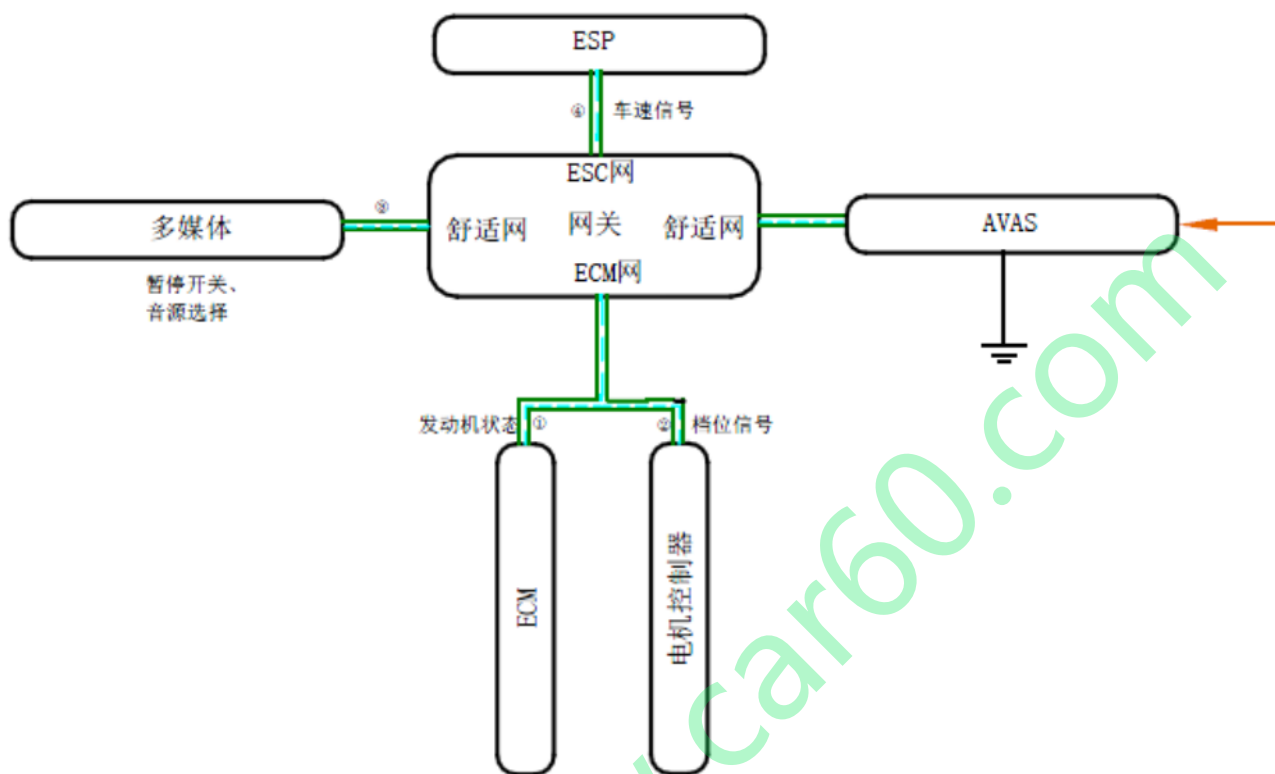 ESP
④ 车速信号
ESC网
多媒体
③
舒适网
网关
舒适网
AVAS
ECM网
暂停开关、
音源选择
发动机状态 ①
② 档位信号
ECM
电机控制器
car60.com